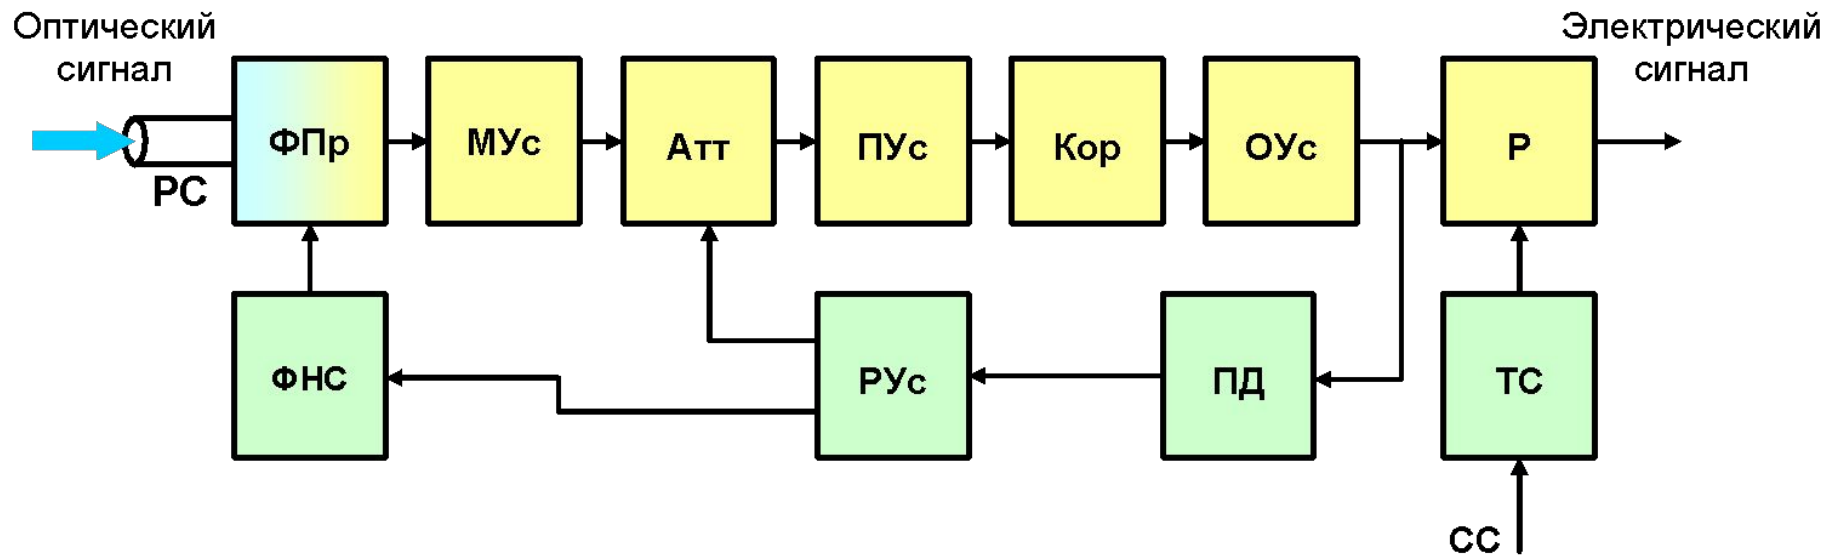 Оптический
сигнал
Электрический
сигнал
РС
ФПр
МУс
Атт
ПУс
Кор
ОУс
Р
ФНС
РУс
ПД
ТС
СС